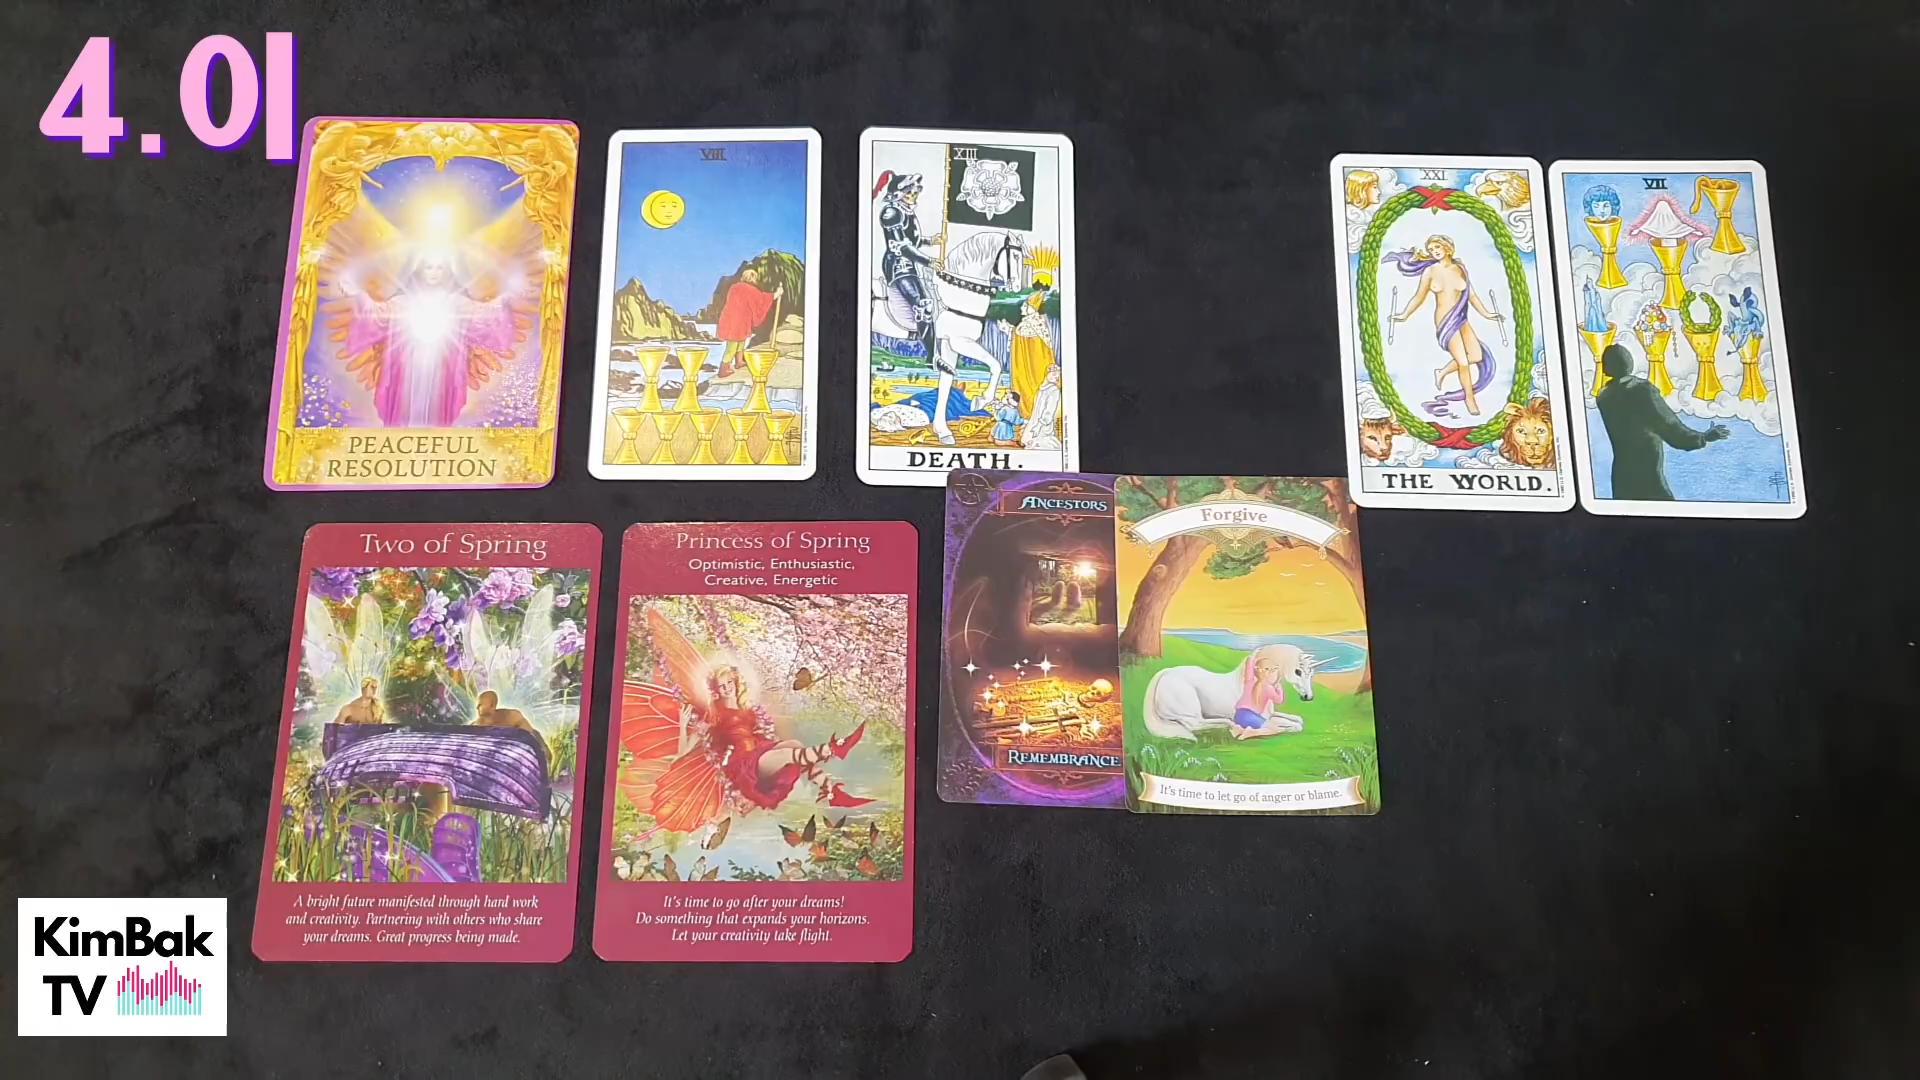 4.이
PEACEFUL
RESOLUTION
VIII
XIII
DEATH.
XXI
THE WORLD.
VII
Two of Spring
A bright future manifested through hard work
and creativity. Partnering with others who share
your dreams. Great progress being made.
Princess of Spring
Optimistic, Enthusiastic,
Creative, Energetic
It's time to go after your dreams!
Do something that expands your horizons.
Let your creativity take flight.
ANCESTORS
REMEMBRANCE
Forgive
It's time to let go of anger or blame.
KimBak
TV